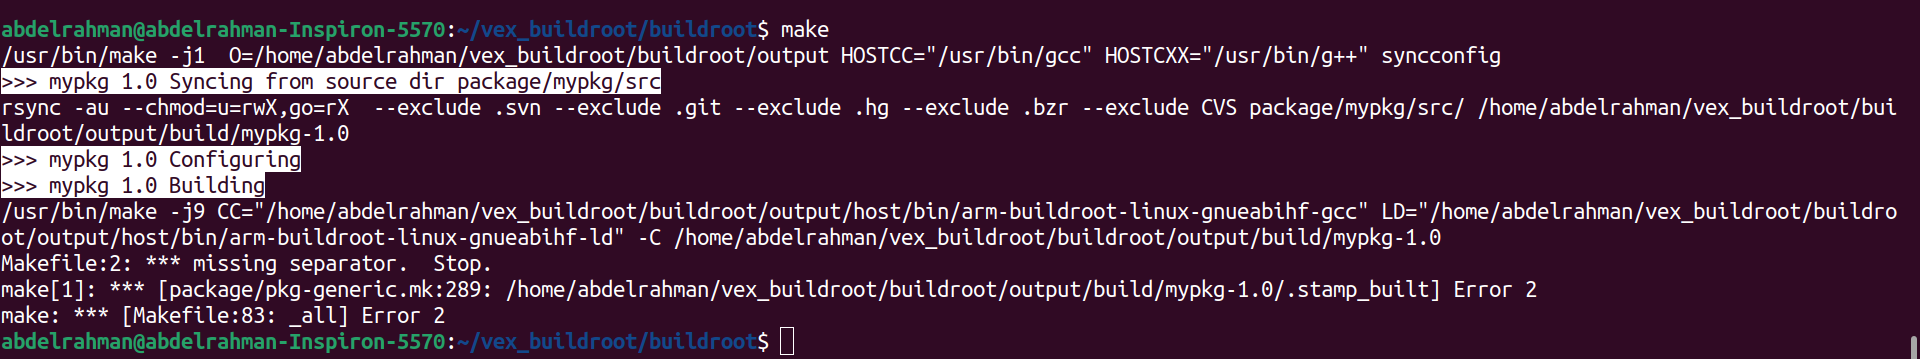 abdelrahman@abdelrahman-Inspiron-5570:~/vex_buildroot/buildroot$ make
/usr/bin/make -j1  O=/home/abdelrahman/vex_buildroot/buildroot/output HOSTCC="/usr/bin/gcc" HOSTCXX="/usr/bin/g++" syncconfig
>>> mypkg 1.0 Syncing from source dir package/mypkg/src
rsync -au --chmod=u=rwX,go=rX  --exclude .svn --exclude .git --exclude .hg --exclude .bzr --exclude CVS package/mypkg/src/ /home/abdelrahman/vex_buildroot/bui
ldroot/output/build/mypkg-1.0
>>> mypkg 1.0 Configuring
>>> mypkg 1.0 Building
/usr/bin/make -j9 CC="/home/abdelrahman/vex_buildroot/buildroot/output/host/bin/arm-buildroot-linux-gnueabihf-gcc" LD="/home/abdelrahman/vex_buildroot/buildro
ot/output/host/bin/arm-buildroot-linux-gnueabihf-ld" -C /home/abdelrahman/vex_buildroot/buildroot/output/build/mypkg-1.0
Makefile:2: *** missing separator.  Stop.
make[1]: *** [package/pkg-generic.mk:289: /home/abdelrahman/vex_buildroot/buildroot/output/build/mypkg-1.0/.stamp_built] Error 2
make: *** [Makefile:83: _all] Error 2
abdelrahman@abdelrahman-Inspiron-5570:~/vex_buildroot/buildroot$